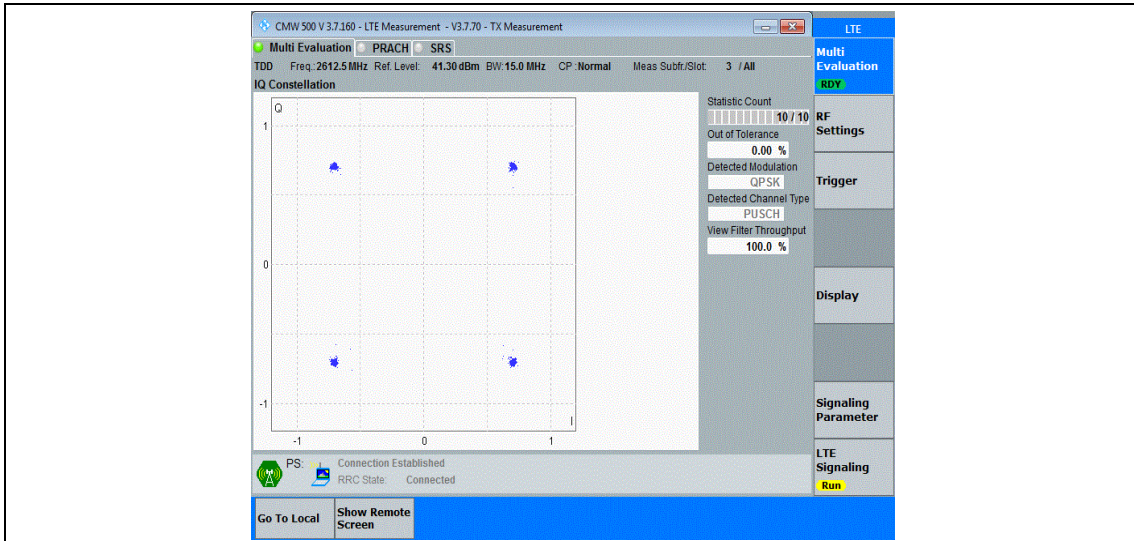 CMW 500 V 3.7.160 - LTE Measurement - V3.7.70 - TX Measurement
LTE
Multi Evaluation PRACH SRS
TDD Freq.:2612.5 MHz Ref. Level: 41.30 dBm BW:15.0 MHz CP :Normal Meas Subfr./Slot: 3 / All
IQ Constellation
Q
1
0
-1
-1 0 1
I
Statistic Count
10 / 10
Out of Tolerance
0.00 %
Detected Modulation
QPSK
Detected Channel Type
PUSCH
View Filter Throughput
100.0 %
Multi
Evaluation
RDY
RF
Settings
Trigger
Display
Signaling
Parameter
LTE
Signaling
Run
PS: Connection Established
RRC State: Connected
Go To Local
Show Remote
Screen